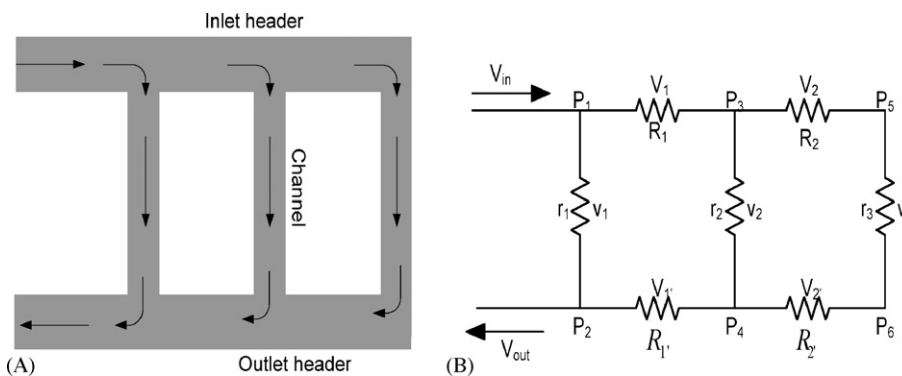 Inlet header
Channel
Outlet header
(A)
V_in
P_1
V_1
R_1
P_3
V_2
R_2
P_5
r_1 v_1
r_2 v_2
r_3 v
P_2
V_1'
R_1'
P_4
V_2'
R_2'
P_6
V_out
(B)